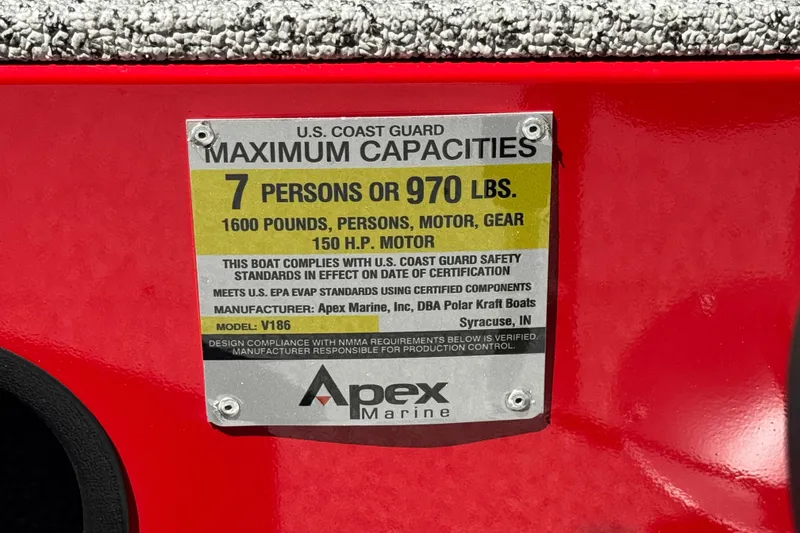 U.S. COAST GUARD
MAXIMUM CAPACITIES
7 PERSONS OR 970 LBS.
1600 POUNDS, PERSONS, MOTOR, GEAR
150 H.P. MOTOR
THIS BOAT COMPLIES WITH U.S. COAST GUARD SAFETY
STANDARDS IN EFFECT ON DATE OF CERTIFICATION
MEETS U.S. EPA EVAP STANDARDS USING CERTIFIED COMPONENTS
MANUFACTURER: Apex Marine, Inc, DBA Polar Kraft Boats
MODEL: V186 Syracuse, IN
DESIGN COMPLIANCE WITH NMMA REQUIREMENTS BELOW IS VERIFIED.
MANUFACTURER RESPONSIBLE FOR PRODUCTION CONTROL.
Apex
Marine